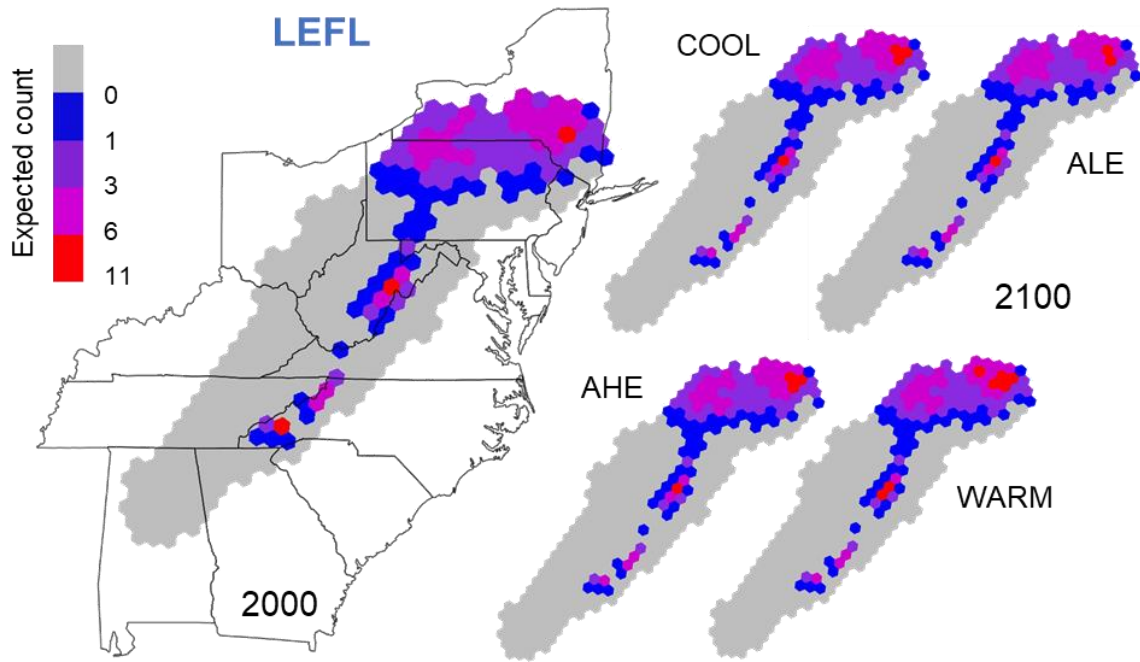 LEFL
Expected count
0
1
3
6
11
2000
COOL
ALE
2100
AHE
WARM